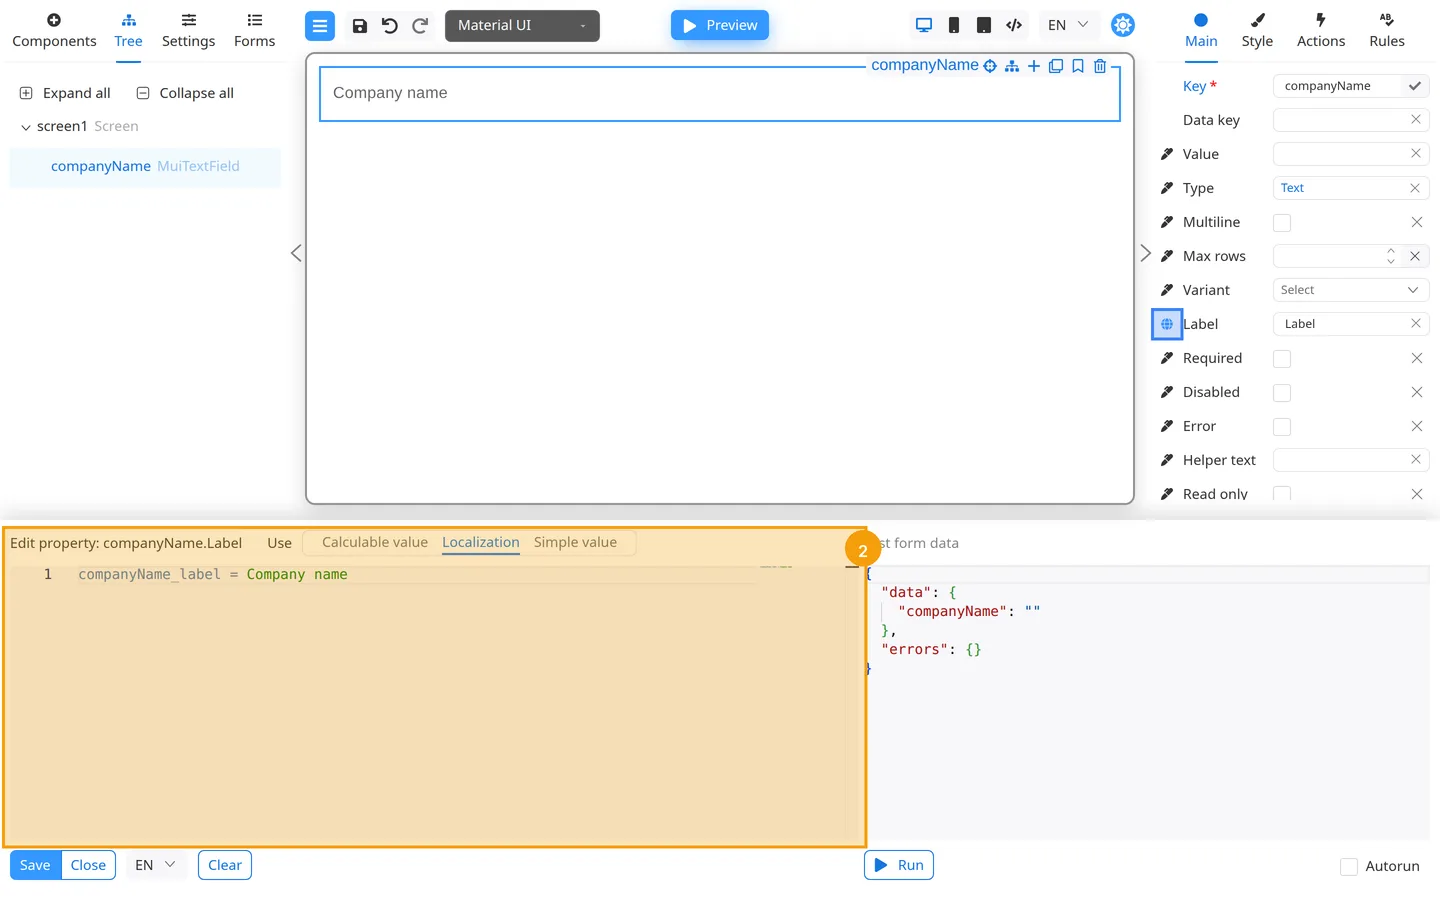 Components Tree Settings Forms
Material UI
Preview
EN
Main Style Actions Rules
Expand all Collapse all
screen1 Screen
companyName MuiTextField
companyName
Company name
Key * companyName
Data key
Value
Type Text
Multiline
Max rows
Variant Select
Label Label
Required
Disabled
Error
Helper text
Read only
Edit property: companyName.Label Use Calculable value Localization Simple value
1 companyName_label = Company name
2
st form data
{
"data": {
"companyName": ""
},
"errors": {}
}
Save Close EN Clear
Run
Autorun